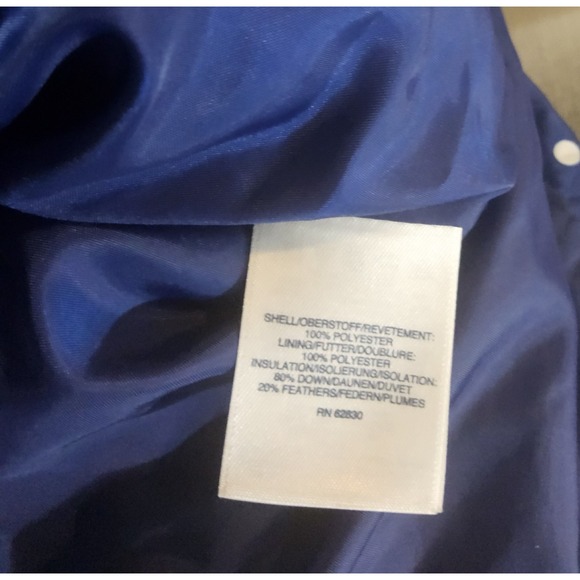 SHELL/OBERSTOFF/REVETEMENT:
100% POLYESTER
LINING/FUTTER/DOUBLURE:
100% POLYESTER
INSULATION/ISOLIERUNG/ISOLATION:
80% DOWN/DAUNEN/DUVET
20% FEATHERS/FEDERN/PLUMES
RN 62830